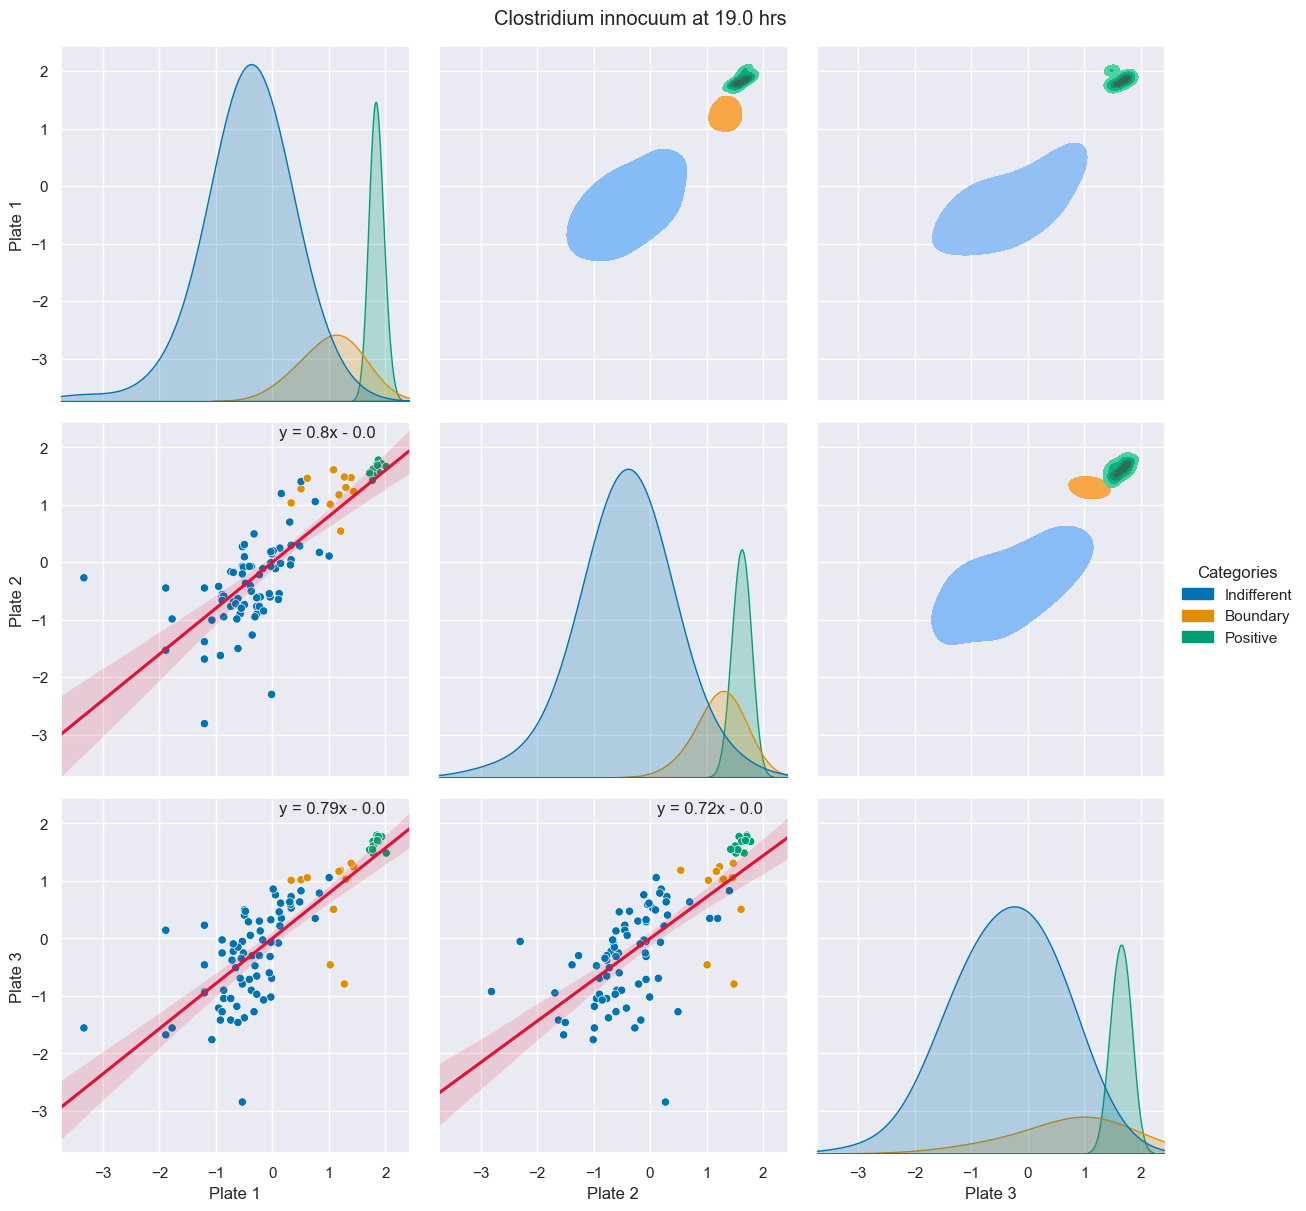 Clostridium innocuum at 19.0 hrs
2
1
0
−1
−2
−3
Plate 1
y = 0.8x - 0.0
2
1
0
−1
−2
−3
Plate 2
Categories
Indifferent
Boundary
Positive
y = 0.79x - 0.0
y = 0.72x - 0.0
2
1
0
−1
−2
−3
Plate 3
−3 −2 −1 0 1 2
−3 −2 −1 0 1 2
−3 −2 −1 0 1 2
Plate 1
Plate 2
Plate 3